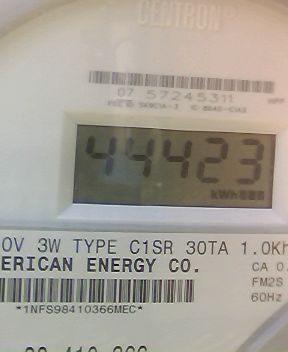 CENTRON®
07 57245311
44423
kWh
0V 3W TYPE C1SR 30TA 1.0Kh
ERICAN ENERGY CO.
CA 0.
FM2S
*1NFS98410366MEC*
60Hz